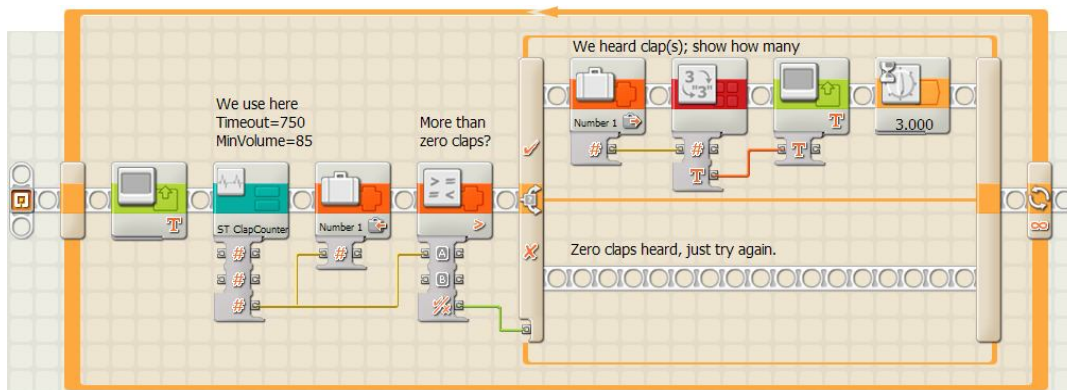 We heard clap(s); show how many
Number 1
3
"3"
T
3.000
#
#
T
T
We use here
Timeout=750
MinVolume=85
More than
zero claps?
T
ST ClapCounter
Number 1
> =
= <
>
#
#
#
#
A
B
Zero claps heard, just try again.
∞